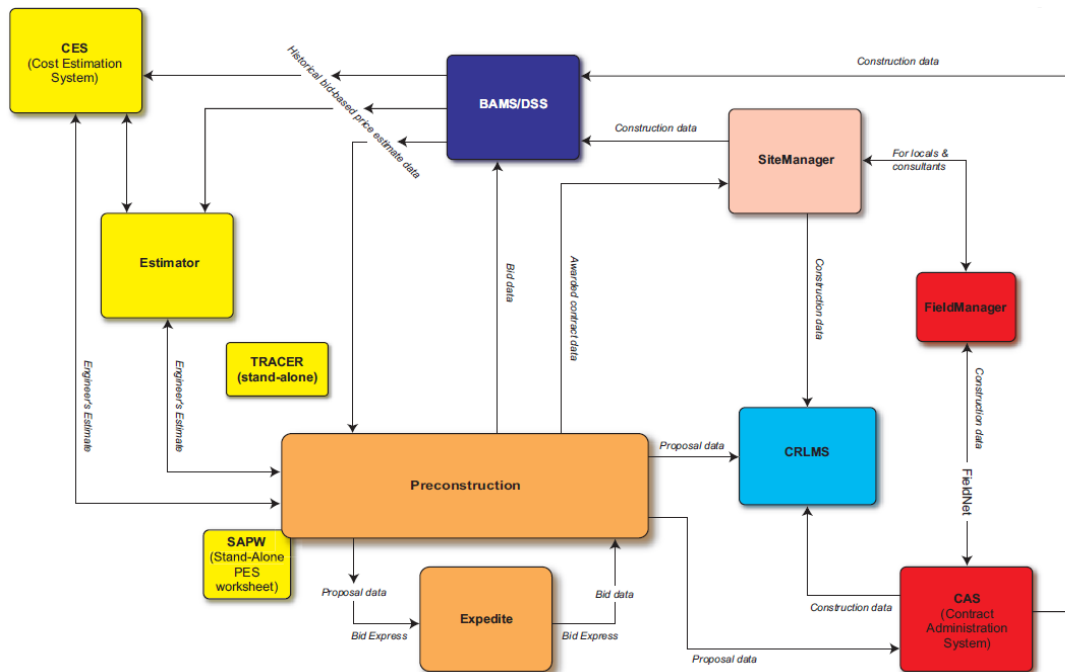 CES
(Cost Estimation
System)
Historical bid-based
price estimate data
BAMS/DSS
Construction data
Construction data
SiteManager
For locals &
consultants
Estimator
Bid data
Awarded contract data
Construction data
FieldManager
TRACER
(stand-alone)
Engineer's Estimate
Engineer's Estimate
Construction data
FieldNet
Preconstruction
Proposal data
CRLMS
SAPW
(Stand-Alone
PES
worksheet)
Proposal data
Bid Express
Expedite
Bid data
Bid Express
Construction data
CAS
(Contract
Administration
System)
Proposal data